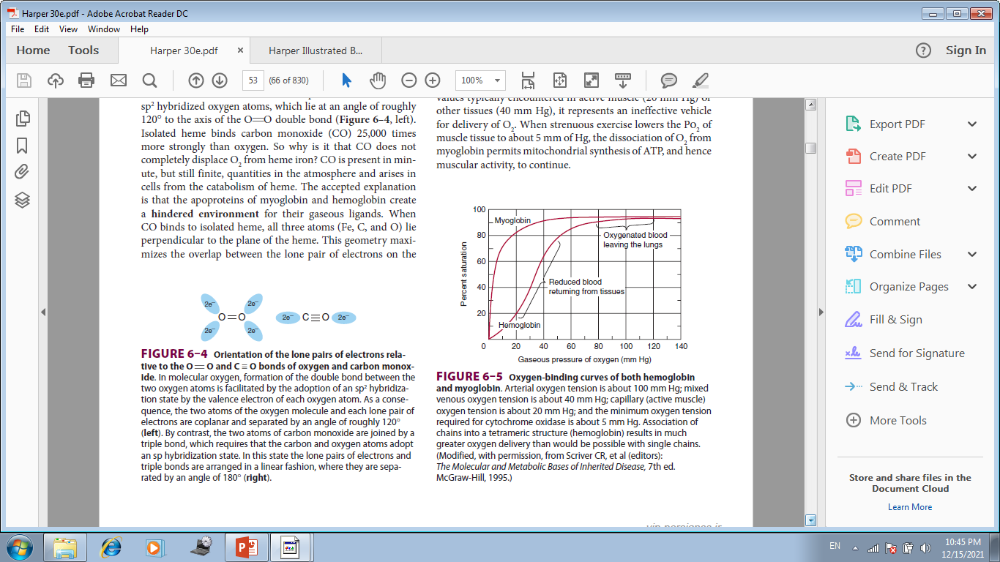 Harper 30e.pdf - Adobe Acrobat Reader DC
File Edit View Window Help
Home Tools Harper 30e.pdf × Harper Illustrated B... ? Sign In
53 (66 of 830) 100%
sp² hybridized oxygen atoms, which lie at an angle of roughly
120° to the axis of the O=O double bond (Figure 6–4, left).
Isolated heme binds carbon monoxide (CO) 25,000 times
more strongly than oxygen. So why is it that CO does not
completely displace O₂ from heme iron? CO is present in min-
ute, but still finite, quantities in the atmosphere and arises in
cells from the catabolism of heme. The accepted explanation
is that the apoproteins of myoglobin and hemoglobin create
a hindered environment for their gaseous ligands. When
CO binds to isolated heme, all three atoms (Fe, C, and O) lie
perpendicular to the plane of the heme. This geometry maxi-
mizes the overlap between the lone pair of electrons on the
2e⁻ 2e⁻
O=O 2e⁻ C≡O 2e⁻
2e⁻ 2e⁻
FIGURE 6–4 Orientation of the lone pairs of electrons rela-
tive to the O=O and C≡O bonds of oxygen and carbon monox-
ide. In molecular oxygen, formation of the double bond between the
two oxygen atoms is facilitated by the adoption of an sp² hybridiza-
tion state by the valence electron of each oxygen atom. As a conse-
quence, the two atoms of the oxygen molecule and each lone pair of
electrons are coplanar and separated by an angle of roughly 120°
(left). By contrast, the two atoms of carbon monoxide are joined by a
triple bond, which requires that the carbon and oxygen atoms adopt
an sp hybridization state. In this state the lone pairs of electrons and
triple bonds are arranged in a linear fashion, where they are sepa-
rated by an angle of 180° (right).
values typically encountered in active muscle (20 mm Hg) or
other tissues (40 mm Hg), it represents an ineffective vehicle
for delivery of O₂. When strenuous exercise lowers the Po₂ of
muscle tissue to about 5 mm of Hg, the dissociation of O₂ from
myoglobin permits mitochondrial synthesis of ATP, and hence
muscular activity, to continue.
Percent saturation
100
80
60
40
20
Myoglobin
Oxygenated blood
leaving the lungs
Reduced blood
returning from tissues
Hemoglobin
0 20 40 60 80 100 120 140
Gaseous pressure of oxygen (mm Hg)
FIGURE 6–5 Oxygen-binding curves of both hemoglobin
and myoglobin. Arterial oxygen tension is about 100 mm Hg; mixed
venous oxygen tension is about 40 mm Hg; capillary (active muscle)
oxygen tension is about 20 mm Hg; and the minimum oxygen tension
required for cytochrome oxidase is about 5 mm Hg. Association of
chains into a tetrameric structure (hemoglobin) results in much
greater oxygen delivery than would be possible with single chains.
(Modified, with permission, from Scriver CR, et al (editors):
The Molecular and Metabolic Bases of Inherited Disease, 7th ed.
McGraw-Hill, 1995.)
Export PDF
Create PDF
Edit PDF
Comment
Combine Files
Organize Pages
Fill & Sign
Send for Signature
Send & Track
More Tools
Store and share files in the
Document Cloud
Learn More
EN
10:45 PM
12/15/2021